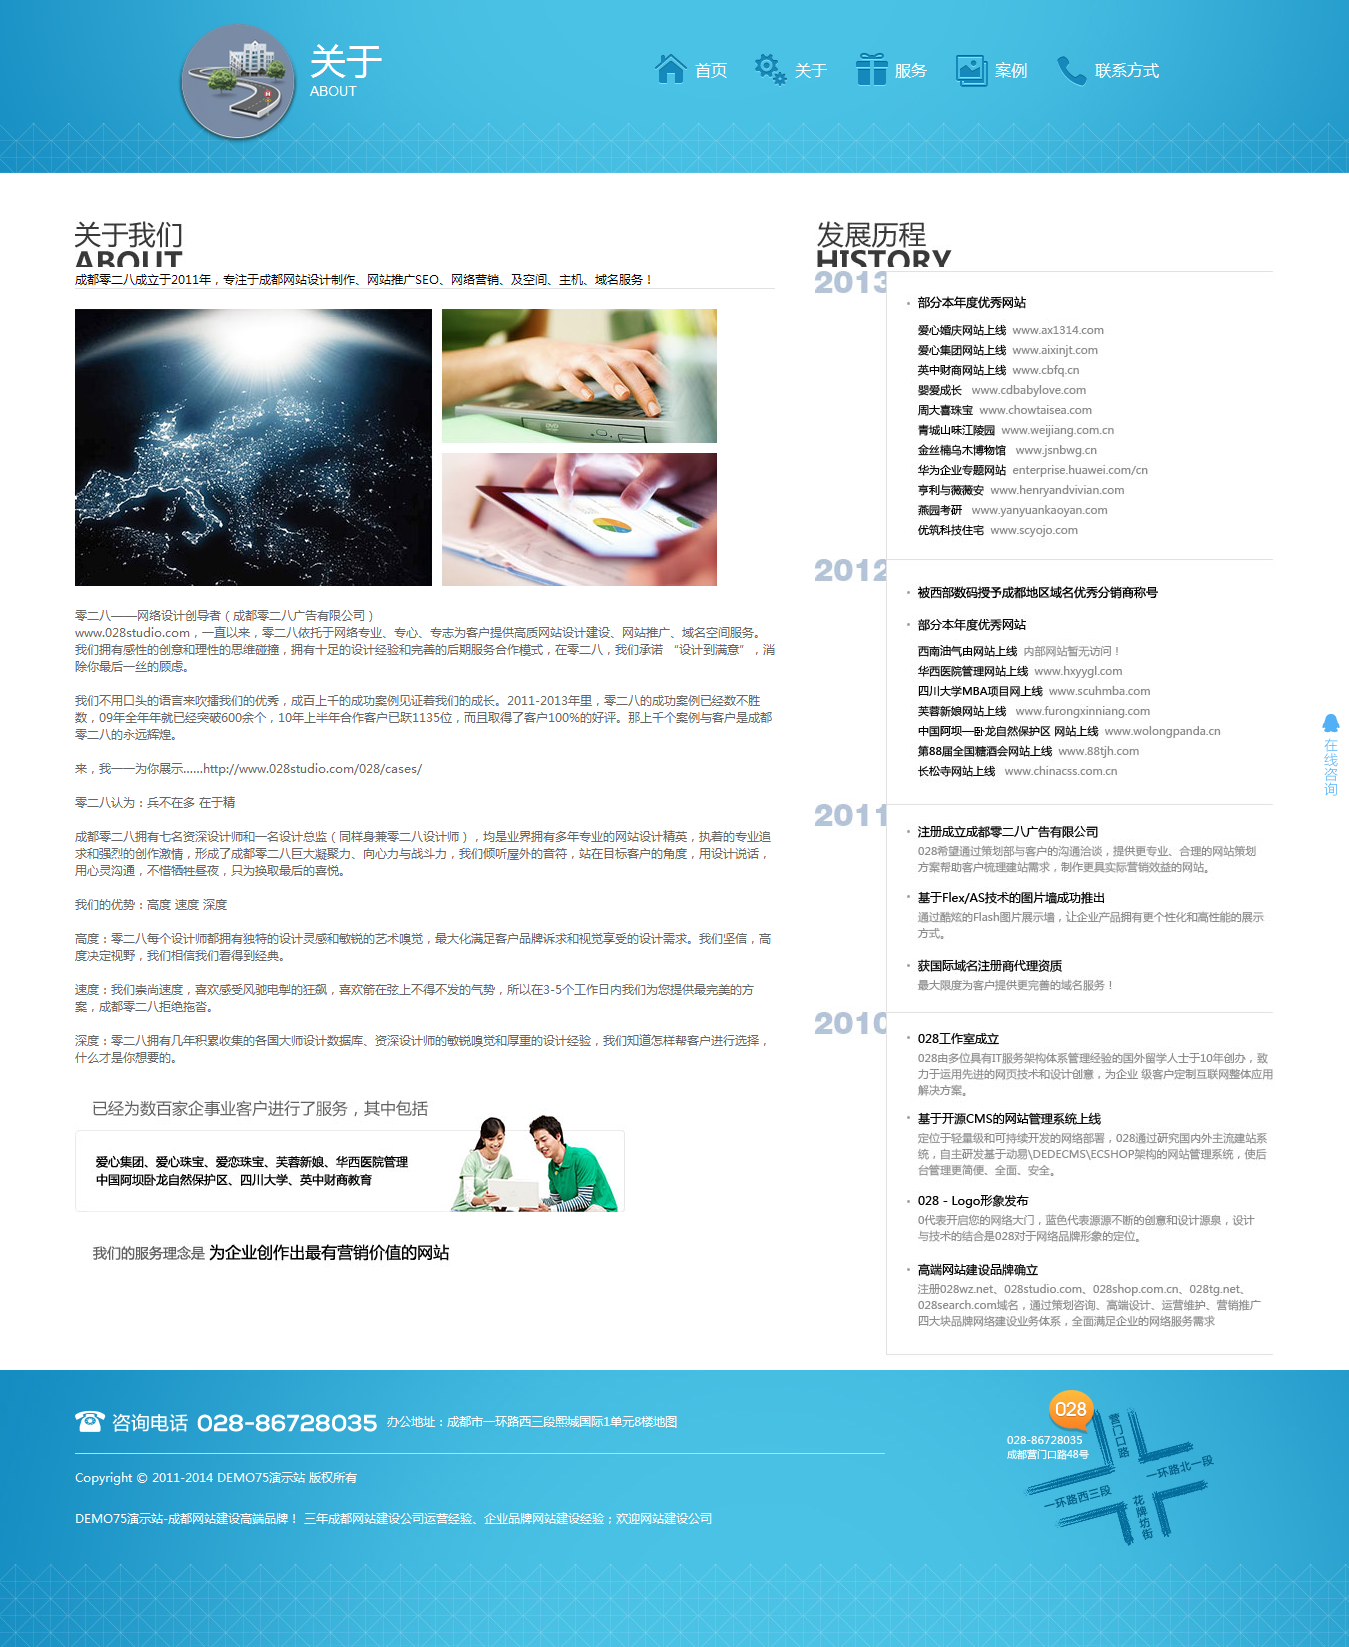 关于
ABOUT
首页
关于
服务
案例
联系方式
关于我们
ABOUT
成都零二八成立于2011年，专注于成都网站设计制作、网站推广SEO、网络营销、及空间、主机、域名服务！
零二八——网络设计创导者（成都零二八广告有限公司）
www.028studio.com，一直以来，零二八依托于网络专业、专心、专志为客户提供高质网站设计建设、网站推广、域名空间服务。
我们拥有感性的创意和理性的思维碰撞，拥有十足的设计经验和完善的后期服务合作模式，在零二八，我们承诺 “设计到满意”，消
除你最后一丝的顾虑。
我们不用口头的语言来吹擂我们的优秀，成百上千的成功案例见证着我们的成长。2011-2013年里，零二八的成功案例已经数不胜
数，09年全年年就已经突破600余个，10年上半年合作客户已跃1135位，而且取得了客户100%的好评。那上千个案例与客户是成都
零二八的永远辉煌。
来，我一一为你展示……http://www.028studio.com/028/cases/
零二八认为：兵不在多 在于精
成都零二八拥有七名资深设计师和一名设计总监（同样身兼零二八设计师），均是业界拥有多年专业的网站设计精英，执着的专业追
求和强烈的创作激情，形成了成都零二八巨大凝聚力、向心力与战斗力，我们倾听屋外的音符，站在目标客户的角度，用设计说话，
用心灵沟通，不惜牺牲昼夜，只为换取最后的喜悦。
我们的优势：高度 速度 深度
高度：零二八每个设计师都拥有独特的设计灵感和敏锐的艺术嗅觉，最大化满足客户品牌诉求和视觉享受的设计需求。我们坚信，高
度决定视野，我们相信我们看得到经典。
速度：我们崇尚速度，喜欢感受风驰电掣的狂飙，喜欢箭在弦上不得不发的气势，所以在3-5个工作日内我们为您提供最完美的方
案，成都零二八拒绝拖沓。
深度：零二八拥有几年积累收集的各国大师设计数据库、资深设计师的敏锐嗅觉和厚重的设计经验，我们知道怎样帮客户进行选择，
什么才是你想要的。
已经为数百家企事业客户进行了服务，其中包括
爱心集团、爱心珠宝、爱恋珠宝、芙蓉新娘、华西医院管理
中国阿坝卧龙自然保护区、四川大学、英中财商教育
我们的服务理念是 为企业创作出最有营销价值的网站
发展历程
HISTORY
2013
部分本年度优秀网站
爱心婚庆网站上线 www.ax1314.com
爱心集团网站上线 www.aixinjt.com
英中财商网站上线 www.cbfq.cn
婴爱成长 www.cdbabylove.com
周大喜珠宝 www.chowtaisea.com
青城山味江陵园 www.weijiang.com.cn
金丝楠乌木博物馆 www.jsnbwg.cn
华为企业专题网站 enterprise.huawei.com/cn
亨利与薇薇安 www.henryandvivian.com
燕园考研 www.yanyuankaoyan.com
优筑科技住宅 www.scyojo.com
2012
被西部数码授予成都地区域名优秀分销商称号
部分本年度优秀网站
西南油气由网站上线 内部网站暂无访问！
华西医院管理网站上线 www.hxyygl.com
四川大学MBA项目网上线 www.scuhmba.com
芙蓉新娘网站上线 www.furongxinniang.com
中国阿坝—卧龙自然保护区 网站上线 www.wolongpanda.cn
第88届全国糖酒会网站上线 www.88tjh.com
长松寺网站上线 www.chinacss.com.cn
2011
注册成立成都零二八广告有限公司
028希望通过策划部与客户的沟通洽谈，提供更专业、合理的网站策划
方案帮助客户梳理建站需求，制作更具实际营销效益的网站。
基于Flex/AS技术的图片墙成功推出
通过酷炫的Flash图片展示墙，让企业产品拥有更个性化和高性能的展示
方式。
获国际域名注册商代理资质
最大限度为客户提供更完善的域名服务！
2010
028工作室成立
028由多位具有IT服务架构体系管理经验的国外留学人士于10年创办，致
力于运用先进的网页技术和设计创意，为企业 级客户定制互联网整体应用
解决方案。
基于开源CMS的网站管理系统上线
定位于轻量级和可持续开发的网络部署，028通过研究国内外主流建站系
统，自主研发基于动易\DEDECMS\ECSHOP架构的网站管理系统，使后
台管理更简便、全面、安全。
028 - Logo形象发布
0代表开启您的网络大门，蓝色代表源源不断的创意和设计源泉，设计
与技术的结合是028对于网络品牌形象的定位。
高端网站建设品牌确立
注册028wz.net、028studio.com、028shop.com.cn、028tg.net、
028search.com域名，通过策划咨询、高端设计、运营维护、营销推广
四大块品牌网络建设业务体系，全面满足企业的网络服务需求
在线咨询
咨询电话 028-86728035 办公地址：成都市一环路西三段熙城国际1单元8楼地图
Copyright © 2011-2014 DEMO75演示站 版权所有
DEMO75演示站-成都网站建设高端品牌！ 三年成都网站建设公司运营经验、企业品牌网站建设经验；欢迎网站建设公司
028
028-86728035
成都营门口路48号
营门口路
一环路北一段
一环路西三段
花牌坊街